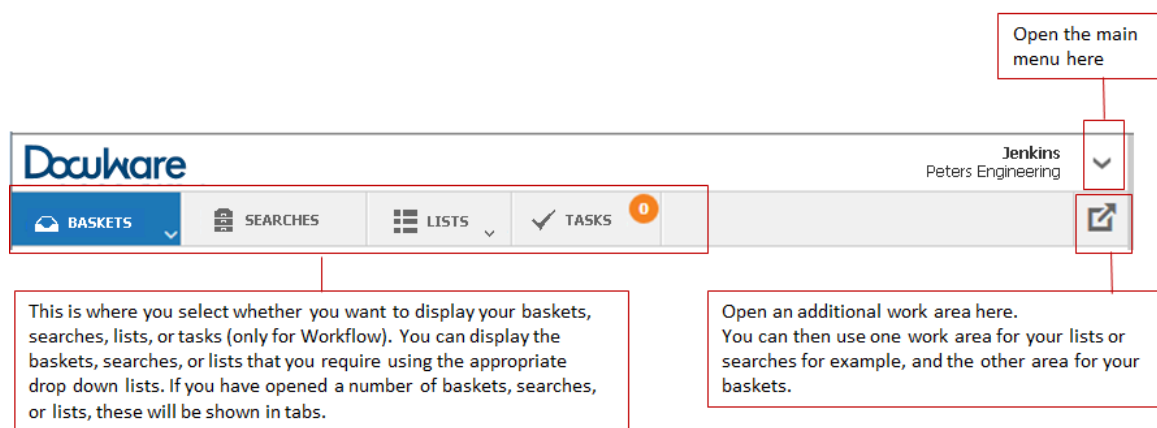 Open the main
menu here
DocuWare
Jenkins
Peters Engineering
BASKETS
SEARCHES
LISTS
TASKS
0
This is where you select whether you want to display your baskets,
searches, lists, or tasks (only for Workflow). You can display the
baskets, searches, or lists that you require using the appropriate
drop down lists. If you have opened a number of baskets, searches,
or lists, these will be shown in tabs.
Open an additional work area here.
You can then use one work area for your lists or
searches for example, and the other area for your
baskets.